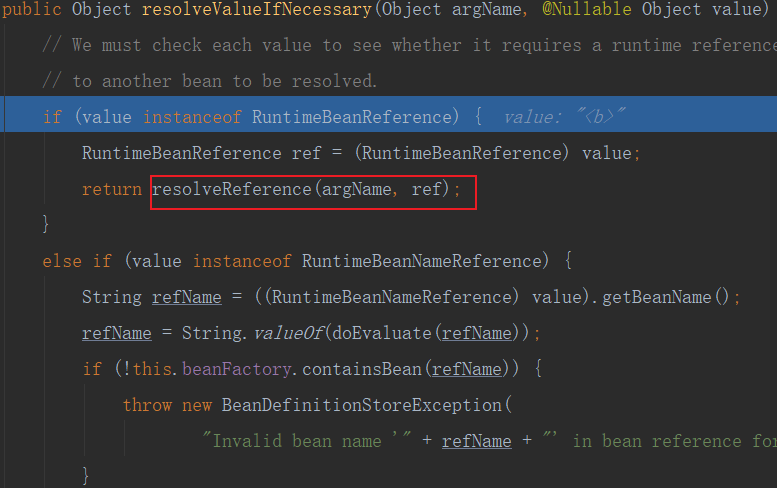 public Object resolveValueIfNecessary(Object argName, @Nullable Object value)
// We must check each value to see whether it requires a runtime reference
// to another bean to be resolved.
if (value instanceof RuntimeBeanReference) {  value: "<b>"
RuntimeBeanReference ref = (RuntimeBeanReference) value;
return resolveReference(argName, ref);
}
else if (value instanceof RuntimeBeanNameReference) {
String refName = ((RuntimeBeanNameReference) value).getBeanName();
refName = String.valueOf(doEvaluate(refName));
if (!this.beanFactory.containsBean(refName)) {
throw new BeanDefinitionStoreException(
"Invalid bean name '" + refName + "' in bean reference for
}